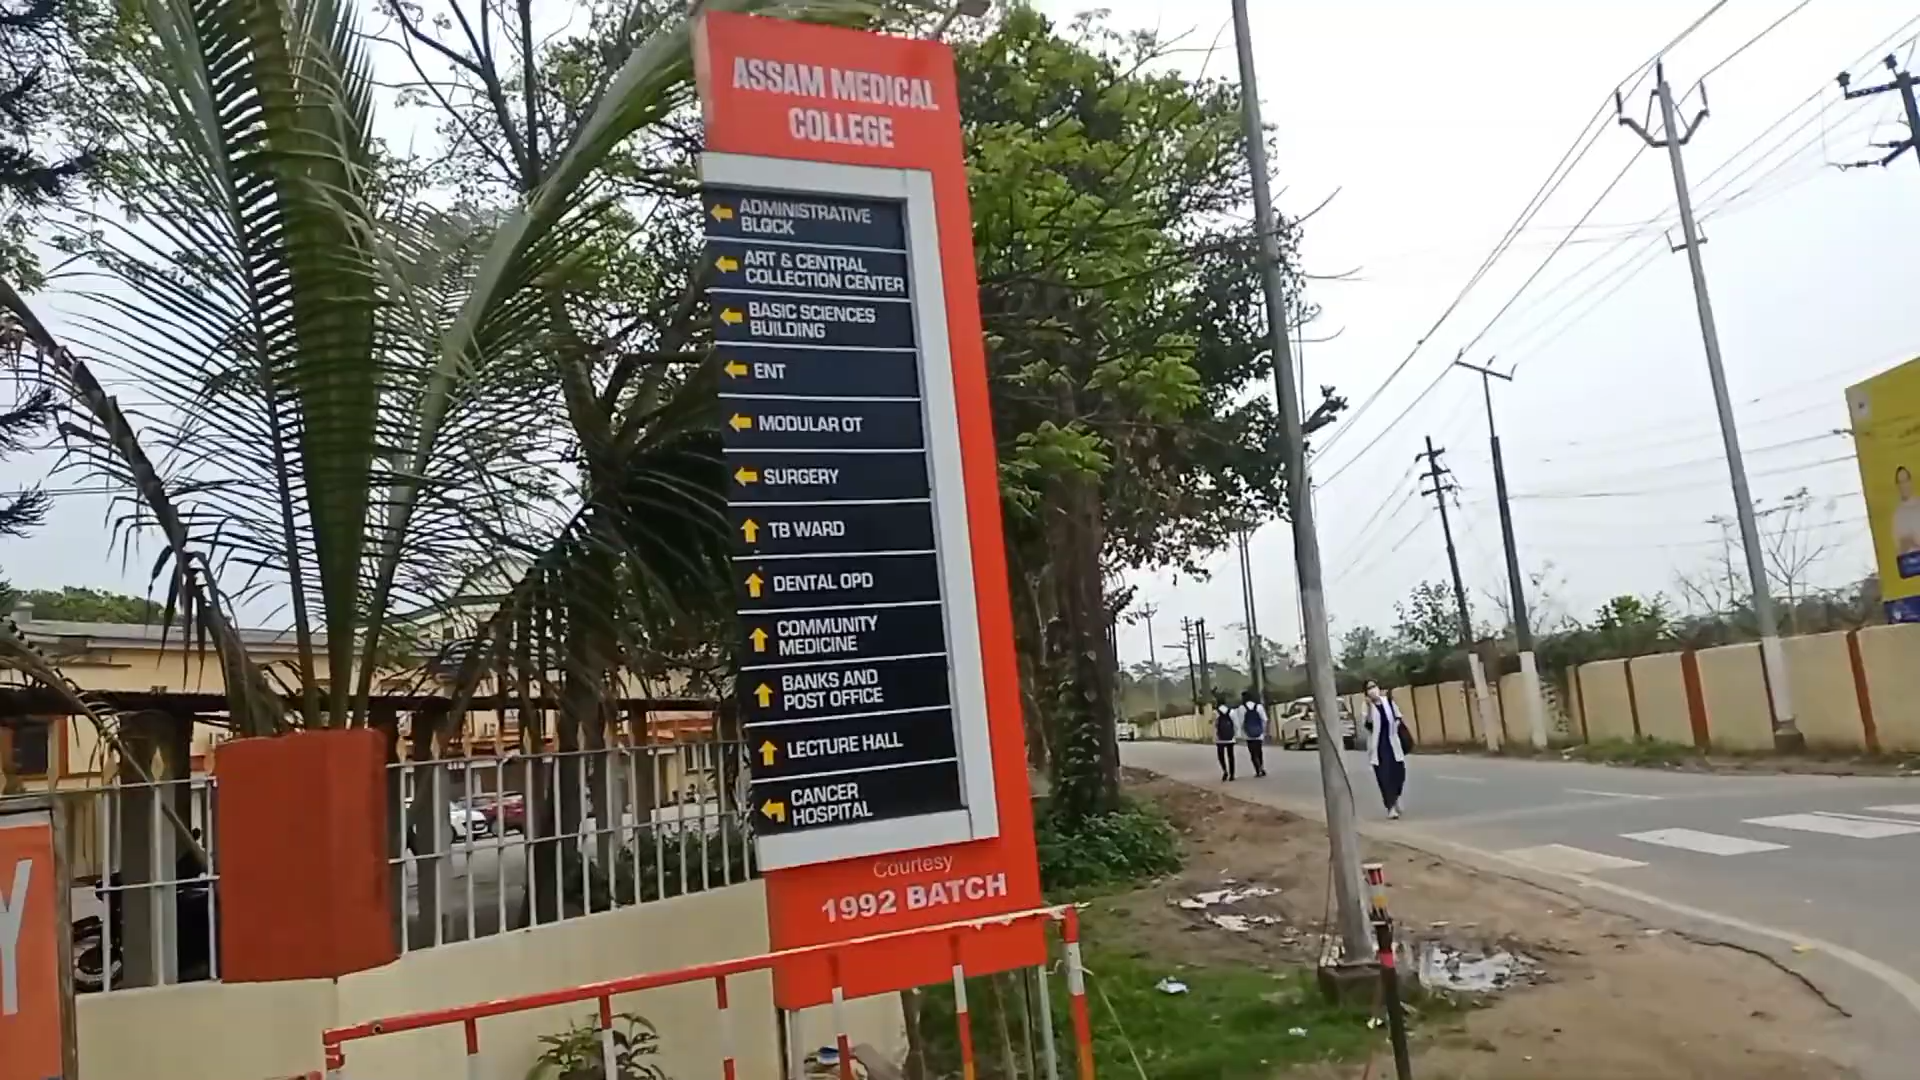 ASSAM MEDICAL
COLLEGE
ADMINISTRATIVE
BLOCK
ART & CENTRAL
COLLECTION CENTER
BASIC SCIENCES
BUILDING
ENT
MODULAR OT
SURGERY
TB WARD
DENTAL OPD
COMMUNITY
MEDICINE
BANKS AND
POST OFFICE
LECTURE HALL
CANCER
HOSPITAL
Courtesy
1992 BATCH
Y